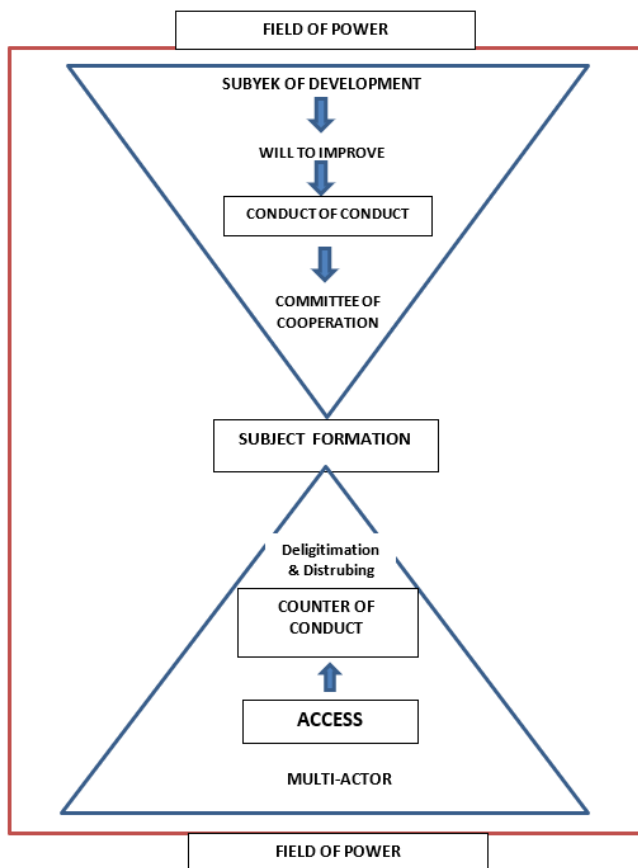 FIELD OF POWER
SUBYEK OF DEVELOPMENT
WILL TO IMPROVE
CONDUCT OF CONDUCT
COMMITTEE OF
COOPERATION
SUBJECT FORMATION
Deligitimation
& Distrubing
COUNTER OF
CONDUCT
ACCESS
MULTI-ACTOR
FIELD OF POWER